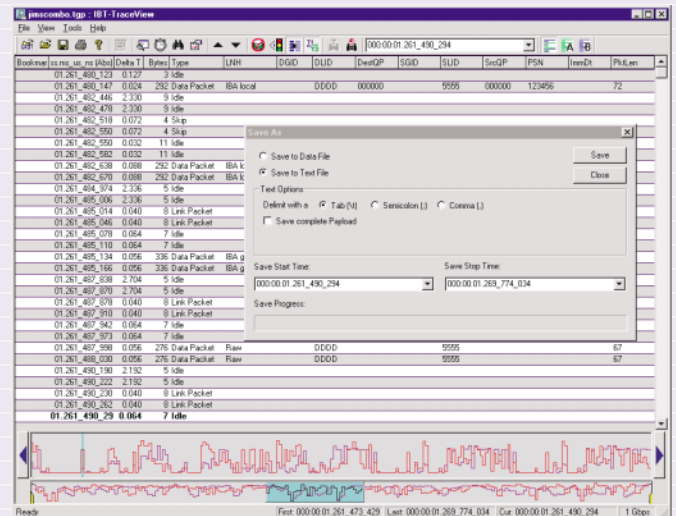 jimscombo.tgp : IBT-TraceView
File View Tools Help
000:00:01.261_490_294
Bookmar ss.ms_us_ns (Abs) Delta T Bytes Type LNH DGID DLID DestQP SGID SLID SrcQP PSN ImmDt PktLen
01.261_480_123 0.127 3 Idle
01.261_480_147 0.024 292 Data Packet IBA local DDDD 000000 5555 000000 123456 72
01.261_482_446 2.330 9 Idle
01.261_482_478 2.330 9 Idle
01.261_482_518 0.072 4 Skip
01.261_482_550 0.072 4 Skip
01.261_482_550 0.032 11 Idle
01.261_482_582 0.032 11 Idle
01.261_482_638 0.088 292 Data Packet IBA
01.261_482_670 0.088 292 Data Packet IBA
01.261_484_974 2.336 5 Idle
01.261_485_006 2.336 5 Idle
01.261_485_014 0.040 8 Link Packet
01.261_485_046 0.040 8 Link Packet
01.261_485_078 0.064 7 Idle
01.261_485_110 0.064 7 Idle
01.261_485_134 0.056 336 Data Packet IBA g
01.261_485_166 0.056 336 Data Packet IBA g
01.261_487_838 2.704 5 Idle
01.261_487_870 2.704 5 Idle
01.261_487_878 0.040 8 Link Packet
01.261_487_910 0.040 8 Link Packet
01.261_487_942 0.064 7 Idle
01.261_487_973 0.064 7 Idle
01.261_487_998 0.056 276 Data Packet Raw DDDD 5555 67
01.261_488_030 0.056 276 Data Packet Raw DDDD 5555 67
01.261_490_190 2.192 5 Idle
01.261_490_222 2.192 5 Idle
01.261_490_230 0.040 8 Link Packet
01.261_490_262 0.040 8 Link Packet
01.261_490_29 0.064 7 Idle
Save As
Save to Data File
Save
Save to Text File
Close
Text Options
Delimit with a Tab (\t) Semicolon (;) Comma (,)
Save complete Payload
Save Start Time: Save Stop Time:
000:00:01.261_490_294 000:00:01.269_774_034
Save Progress:
Ready First: 000:00:01.261_473_429 Last: 000:00:01.269_774_034 Cur: 000:00:01.261_490_294 1 Gbps